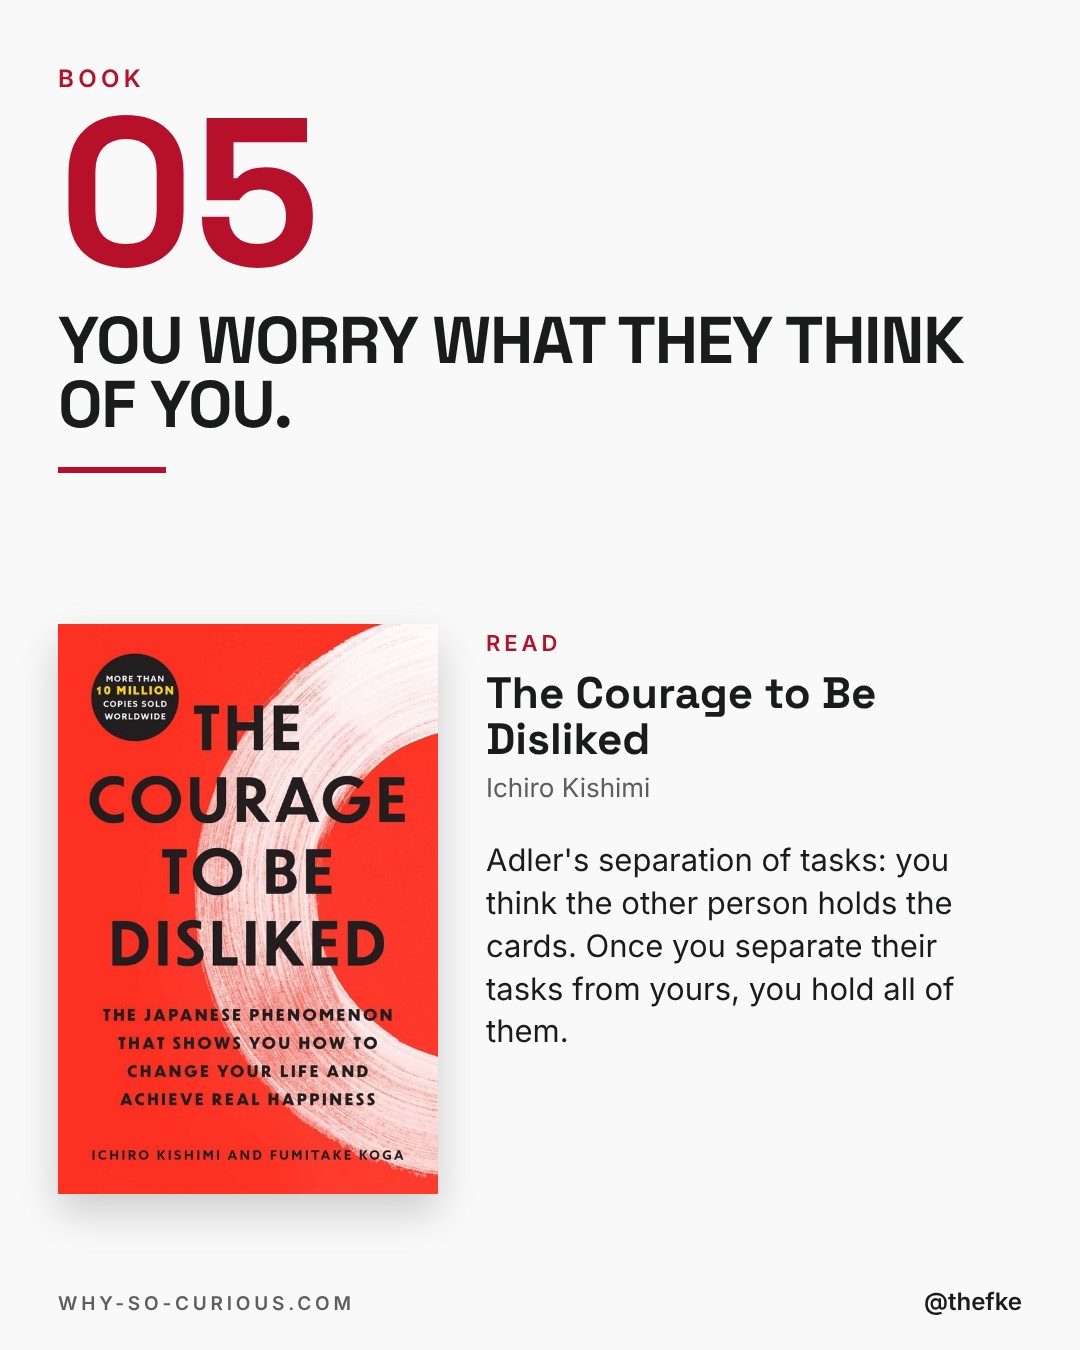 BOOK
05
YOU WORRY WHAT THEY THINK
OF YOU.
MORE THAN
10 MILLION
COPIES SOLD
WORLDWIDE
THE
COURAGE
TO BE
DISLIKED
THE JAPANESE PHENOMENON
THAT SHOWS YOU HOW TO
CHANGE YOUR LIFE AND
ACHIEVE REAL HAPPINESS
ICHIRO KISHIMI AND FUMITAKE KOGA
READ
The Courage to Be
Disliked
Ichiro Kishimi
Adler's separation of tasks: you
think the other person holds the
cards. Once you separate their
tasks from yours, you hold all of
them.
WHY-SO-CURIOUS.COM
@thefke